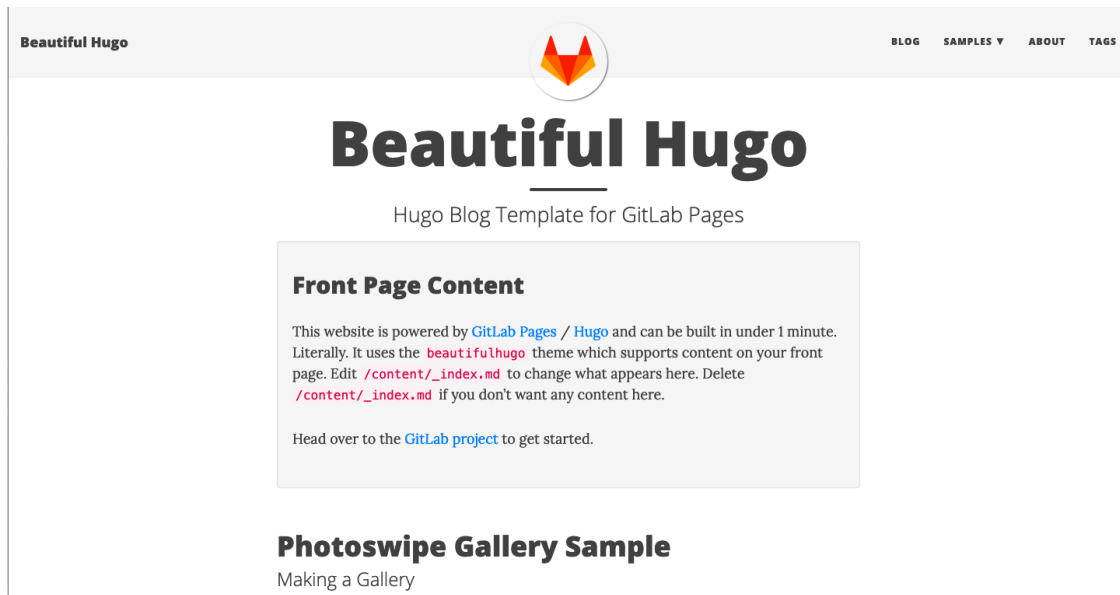 Beautiful Hugo
BLOG SAMPLES ▼ ABOUT TAGS
Beautiful Hugo
Hugo Blog Template for GitLab Pages
Front Page Content
This website is powered by GitLab Pages / Hugo and can be built in under 1 minute.
Literally. It uses the beautifulhugo theme which supports content on your front
page. Edit /content/_index.md to change what appears here. Delete
/content/_index.md if you don’t want any content here.
Head over to the GitLab project to get started.
Photoswipe Gallery Sample
Making a Gallery